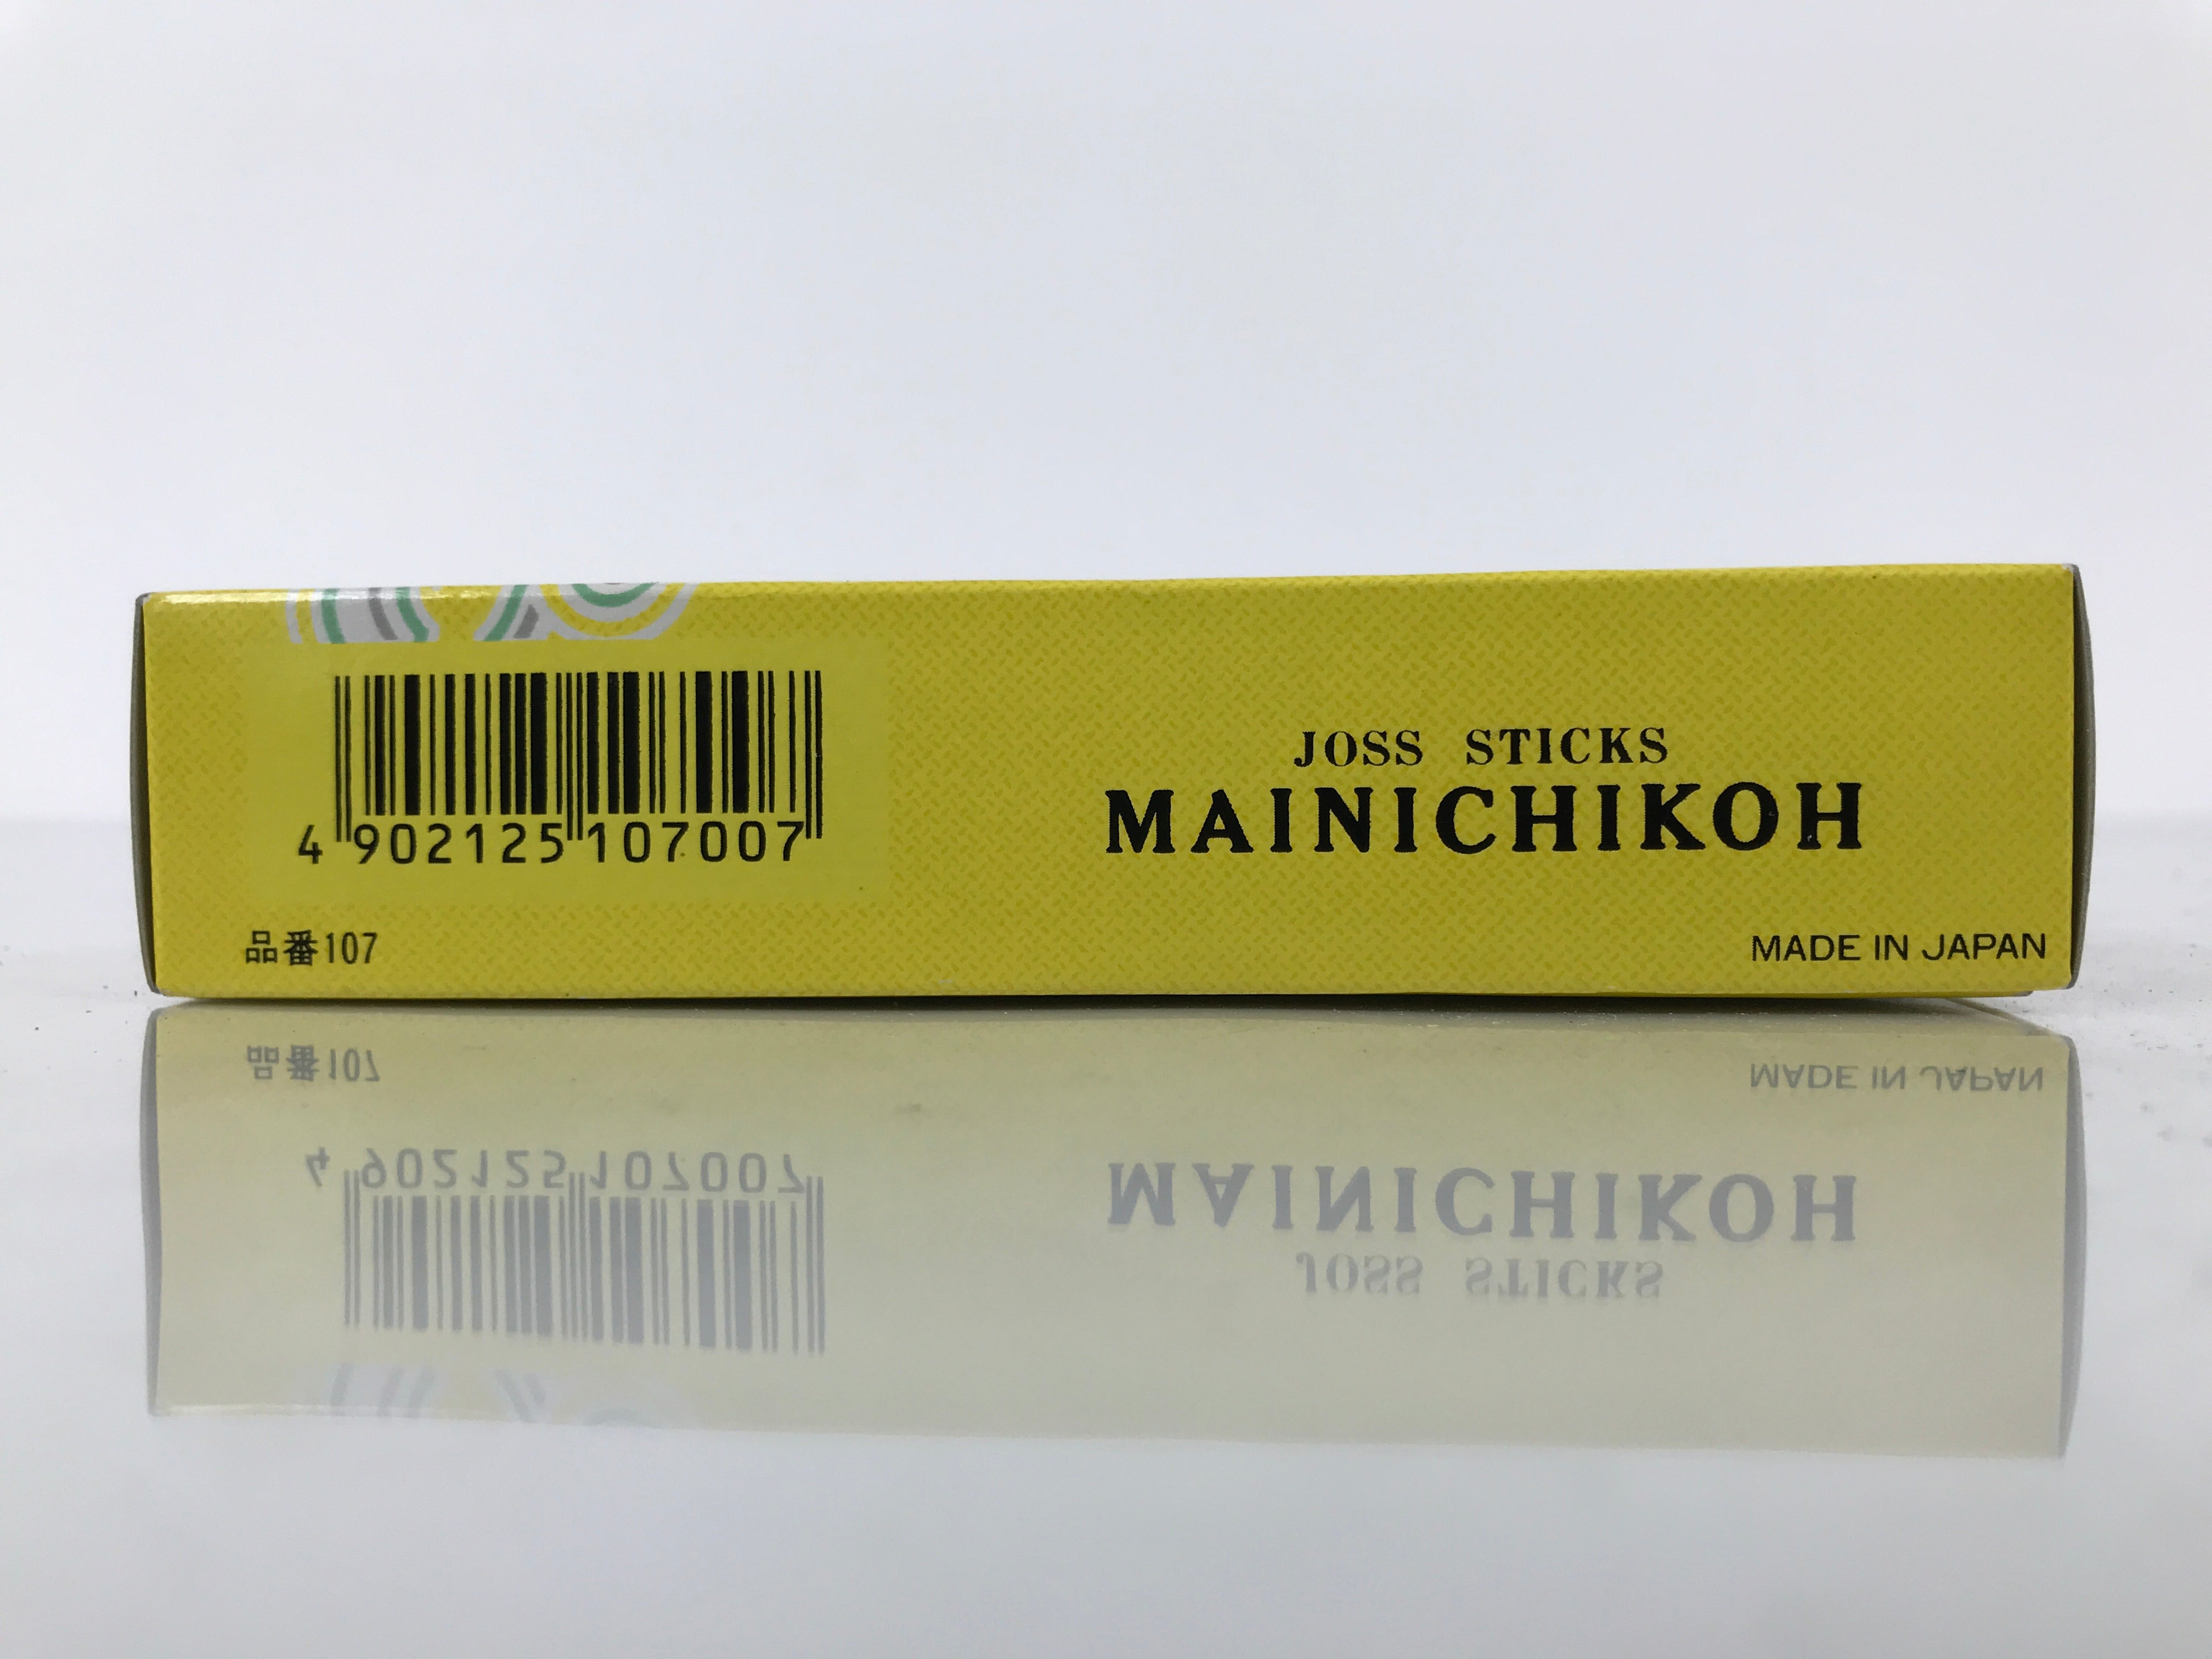 4 902125 107007
品番107
JOSS STICKS
MAINICHIKOH
MADE IN JAPAN